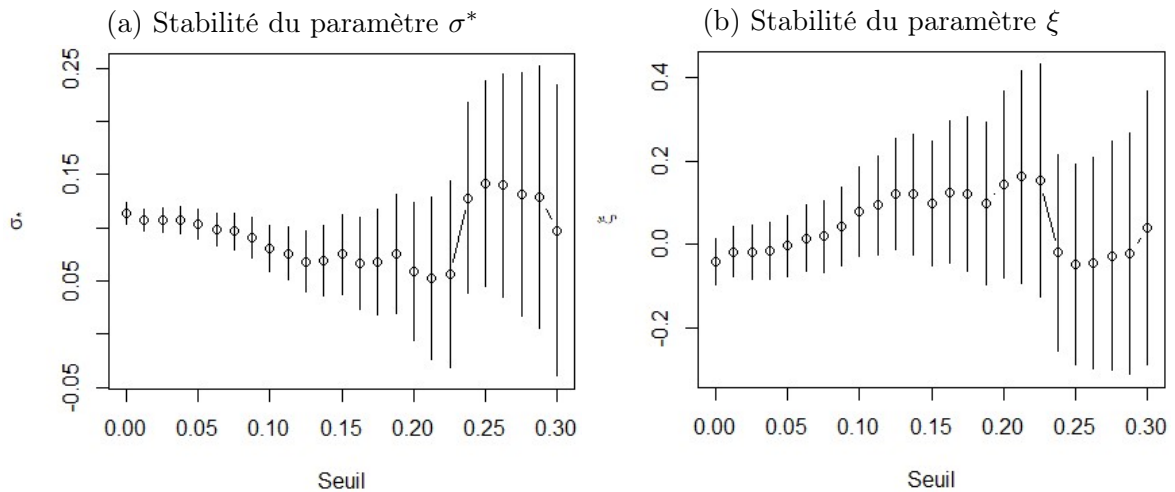 (a) Stabilité du paramètre σ*
(b) Stabilité du paramètre ξ
0.25
0.15
0.05
-0.05
σ*
0.00 0.05 0.10 0.15 0.20 0.25 0.30
Seuil
0.4
0.2
0.0
-0.2
ξ
0.00 0.05 0.10 0.15 0.20 0.25 0.30
Seuil